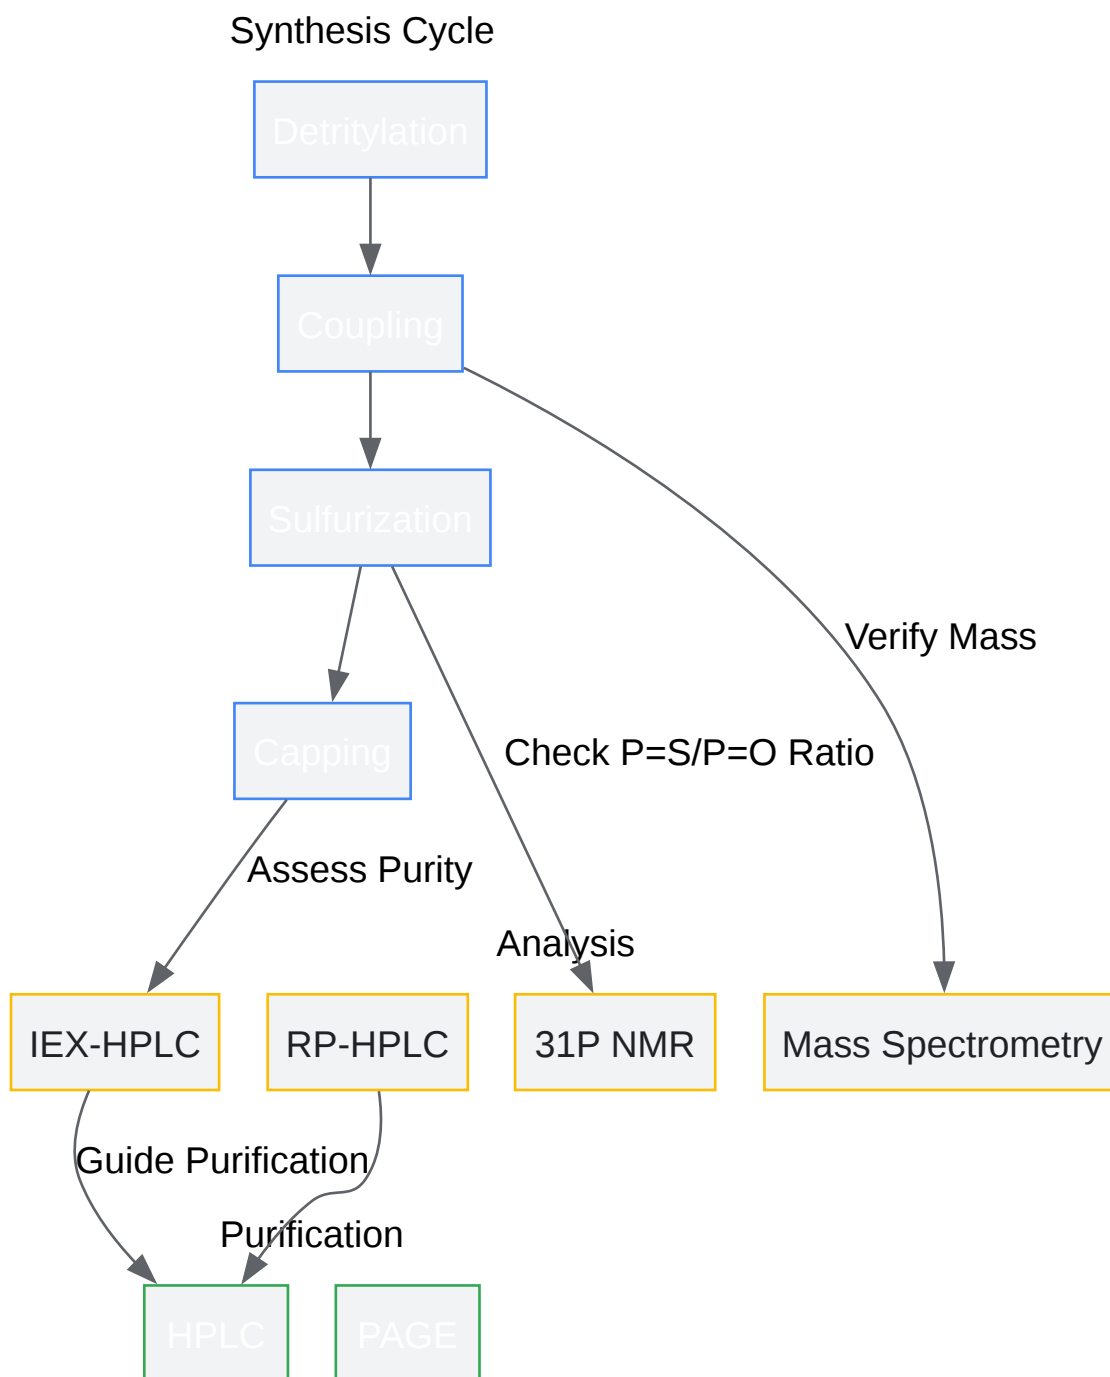 Synthesis Cycle
Detritylation
Coupling
Sulfurization
Verify Mass
Capping
Check P=S/P=O Ratio
Assess Purity
Analysis
IEX-HPLC
RP-HPLC
31P NMR
Mass Spectrometry
Guide Purification
Purification
HPLC
PAGE